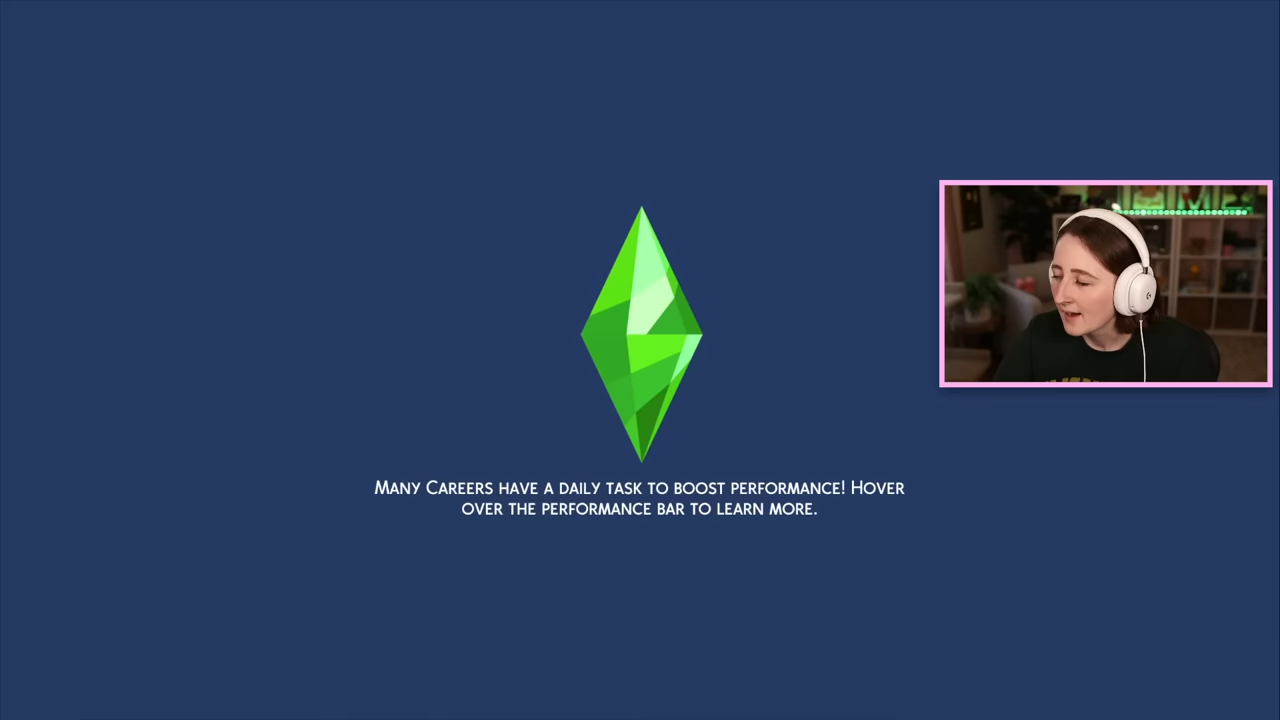 Many Careers have a daily task to boost performance! Hover
over the performance bar to learn more.